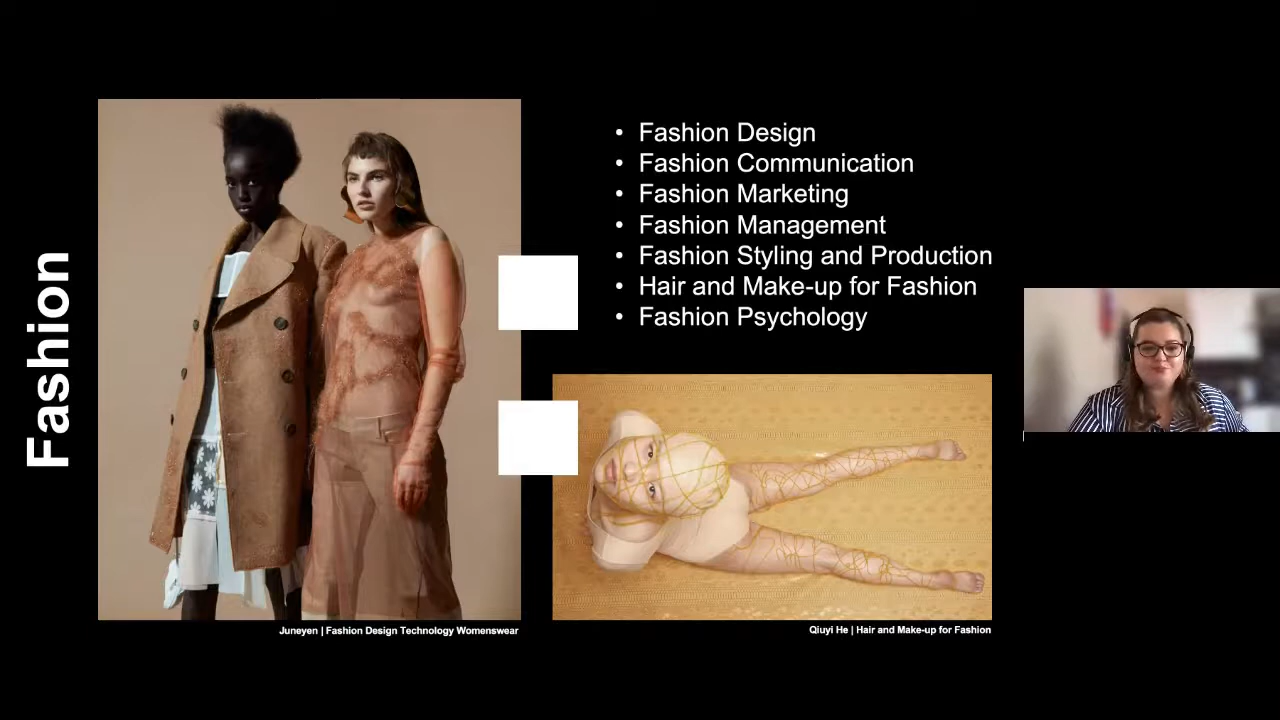 Fashion
• Fashion Design
• Fashion Communication
• Fashion Marketing
• Fashion Management
• Fashion Styling and Production
• Hair and Make-up for Fashion
• Fashion Psychology
Juneyen | Fashion Design Technology Womenswear
Qiuyi He | Hair and Make-up for Fashion